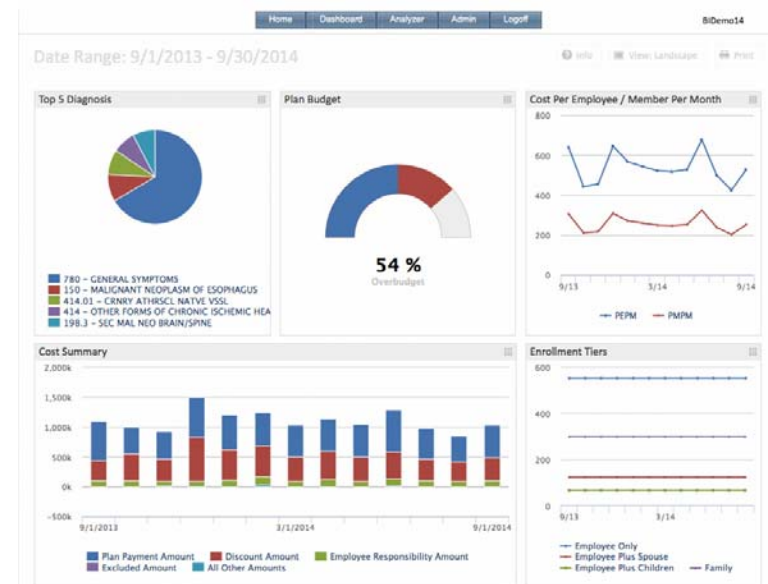 Home Dashboard Analyzer Admin Logoff
BIDemo14
Date Range: 9/1/2013 - 9/30/2014
Info View: Landscape Print
Top 5 Diagnosis
780 - GENERAL SYMPTOMS
150 - MALIGNANT NEOPLASM OF ESOPHAGUS
414.01 - CRNRY ATHRSCL NATVE VSSL
414 - OTHER FORMS OF CHRONIC ISCHEMIC HEA
198.3 - SEC MAL NEO BRAIN/SPINE
Plan Budget
54 %
Overbudget
Cost Per Employee / Member Per Month
800
600
400
200
0
9/13 3/14 9/14
PEPM PMPM
Cost Summary
2,000k
1,500k
1,000k
500k
0k
-500k
9/1/2013 3/1/2014 9/1/2014
Plan Payment Amount Discount Amount Employee Responsibility Amount
Excluded Amount All Other Amounts
Enrollment Tiers
600
400
200
0
9/13 3/14
Employee Only
Employee Plus Spouse
Employee Plus Children Family